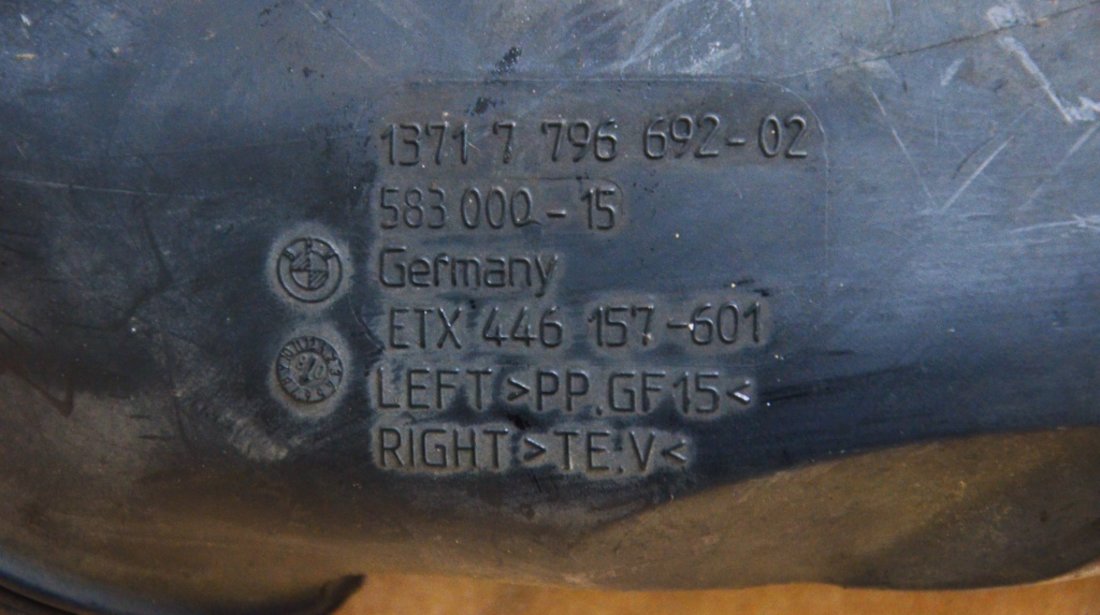 1371 7 796 692-02
583 000-15
Germany
ETX 446 157-601
LEFT >PP.GF15<
RIGHT >TE.V<